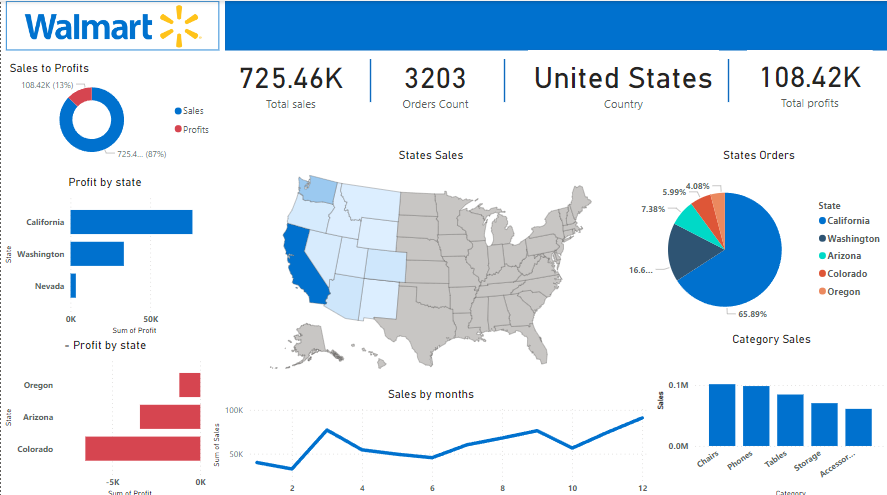 Walmart
Sales to Profits
108.42K (13%)
Sales
Profits
725.4... (87%)
725.46K
Total sales
3203
Orders Count
United States
Country
108.42K
Total profits
Profit by state
State
California
Washington
Nevada
0K
50K
Sum of Profit
- Profit by state
State
Oregon
Arizona
Colorado
-5K
0K
Sum of Profit
States Sales
Sales by months
Sum of Sales
100K
50K
2
4
6
8
10
12
States Orders
4.08%
5.99%
7.38%
16.6...
65.89%
State
California
Washington
Arizona
Colorado
Oregon
Category Sales
Sales
0.1M
0.0M
Chairs
Phones
Tables
Storage
Accessor...
Category